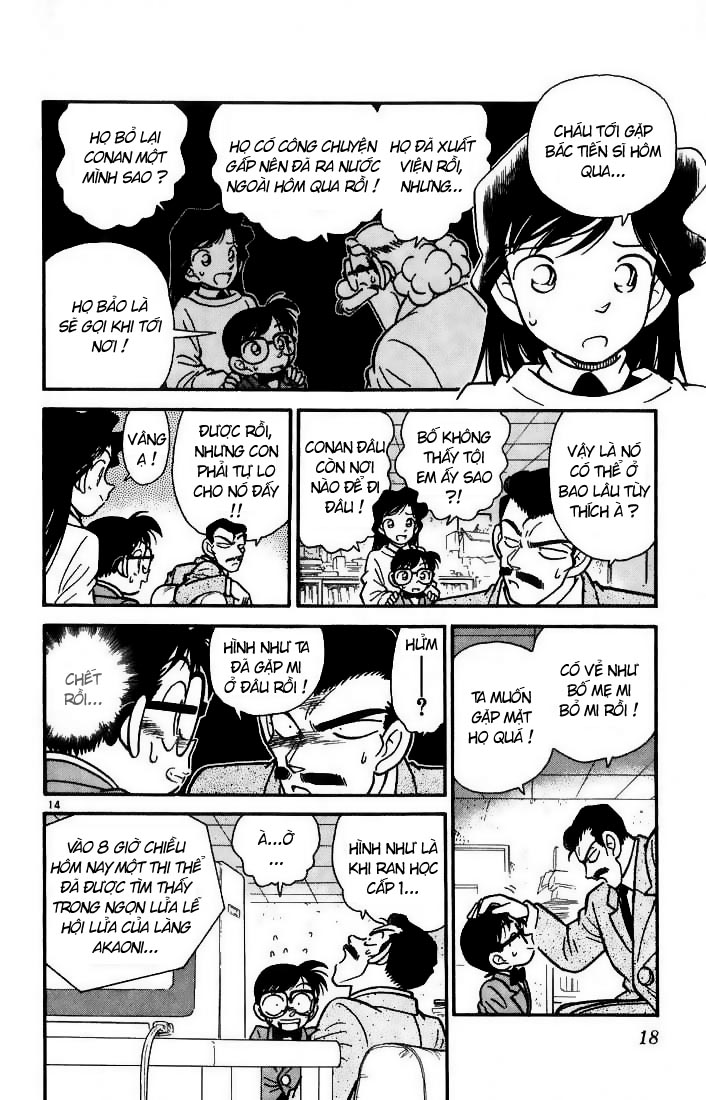 CHÁU TỚI GẶP
BÁC TIẾN SĨ HÔM
QUA...
HỌ ĐÃ XUẤT
VIỆN RỒI,
NHƯNG...
HỌ CÓ CÔNG CHUYỆN
GẤP NÊN ĐÃ RA NƯỚC
NGOÀI HÔM QUA RỒI !
HỌ BỎ LẠI
CONAN MỘT
MÌNH SAO ?
HỌ BẢO LÀ
SẼ GỌI KHI TỚI
NƠI !
VẬY LÀ NÓ
CÓ THỂ Ở
BAO LÂU TÙY
THÍCH À ?
BỐ KHÔNG
THẤY TỘI
EM ẤY SAO
?!
CONAN ĐÂU
CÒN NƠI
NÀO ĐỂ ĐI
ĐÂU !
ĐƯỢC RỒI,
NHƯNG CON
PHẢI TỰ LO
CHO NÓ ĐẤY
!!
VÂNG
Ạ !
CÓ VẺ NHƯ
BỐ MẸ MI
BỎ MI RỒI !
TA MUỐN
GẶP MẶT
HỌ QUÁ !
HỬM
?
HÌNH NHƯ TA
ĐÃ GẶP MI
Ở ĐÂU RỒI !
CHẾT
RỒI...
14
HÌNH NHƯ LÀ
KHI RAN HỌC
CẤP 1...
À...Ờ
...
VÀO 8 GIỜ CHIỀU
HÔM NAY MỘT THI THỂ
ĐÃ ĐƯỢC TÌM THẤY
TRONG NGỌN LỬA LỄ
HỘI LỬA CỦA LÀNG
AKAONI...
18